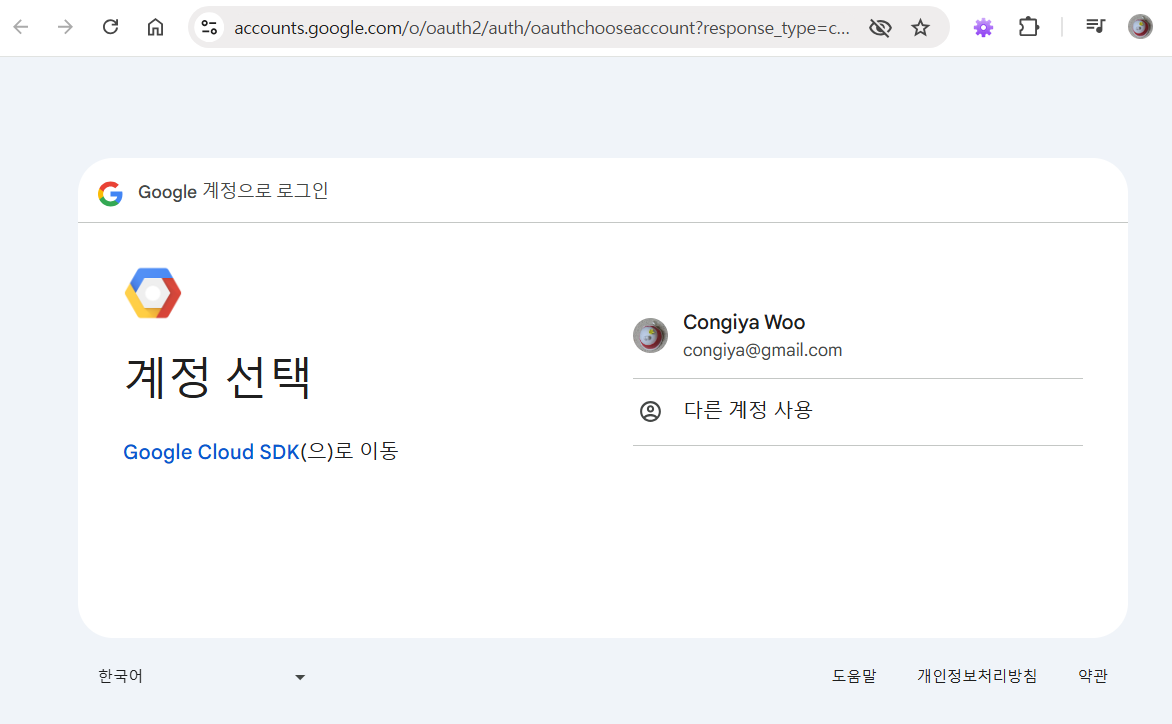 accounts.google.com/o/oauth2/auth/oauthchooseaccount?response_type=c...
Google 계정으로 로그인
계정 선택
Google Cloud SDK(으)로 이동
Congiya Woo
congiya@gmail.com
다른 계정 사용
한국어
도움말 개인정보처리방침 약관